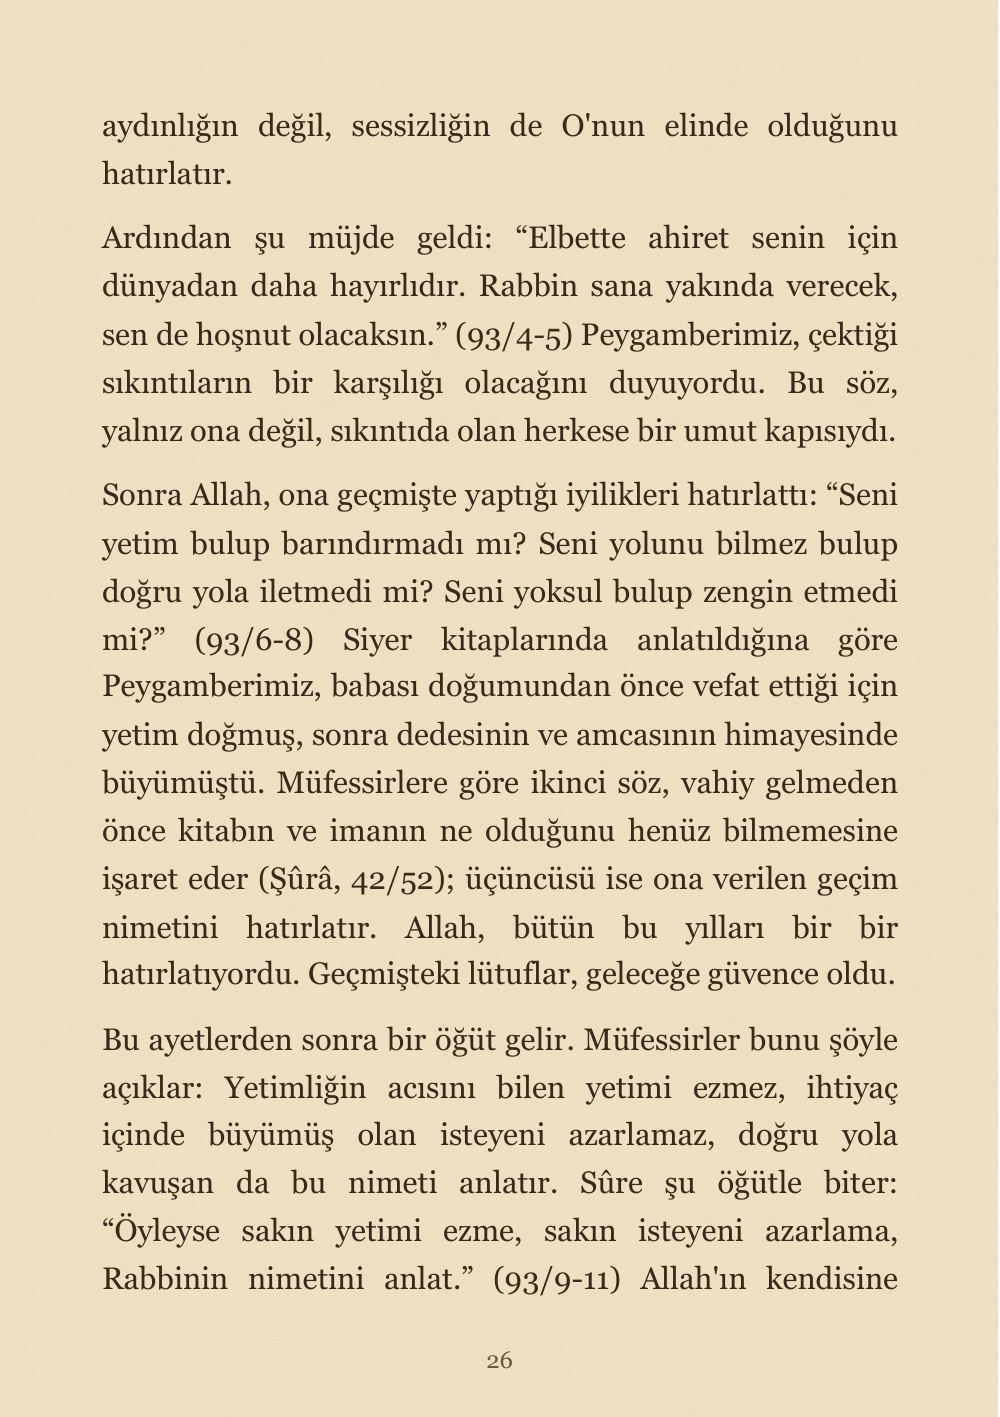 aydınlığın değil, sessizliğin de O'nun elinde olduğunu
hatırlatır.
Ardından şu müjde geldi: “Elbette ahiret senin için
dünyadan daha hayırlıdır. Rabbin sana yakında verecek,
sen de hoşnut olacaksın.” (93/4-5) Peygamberimiz, çektiği
sıkıntıların bir karşılığı olacağını duyuyordu. Bu söz,
yalnız ona değil, sıkıntıda olan herkese bir umut kapısıydı.
Sonra Allah, ona geçmişte yaptığı iyilikleri hatırlattı: “Seni
yetim bulup barındırmadı mı? Seni yolunu bilmez bulup
doğru yola iletmedi mi? Seni yoksul bulup zengin etmedi
mi?” (93/6-8) Siyer kitaplarında anlatıldığına göre
Peygamberimiz, babası doğumundan önce vefat ettiği için
yetim doğmuş, sonra dedesinin ve amcasının himayesinde
büyümüştü. Müfessirlere göre ikinci söz, vahiy gelmeden
önce kitabın ve imanın ne olduğunu henüz bilmemesine
işaret eder (Şûrâ, 42/52); üçüncüsü ise ona verilen geçim
nimetini hatırlatır. Allah, bütün bu yılları bir bir
hatırlatıyordu. Geçmişteki lütuflar, geleceğe güvence oldu.
Bu ayetlerden sonra bir öğüt gelir. Müfessirler bunu şöyle
açıklar: Yetimliğin acısını bilen yetimi ezmez, ihtiyaç
içinde büyümüş olan isteyeni azarlamaz, doğru yola
kavuşan da bu nimeti anlatır. Sûre şu öğütle biter:
“Öyleyse sakın yetimi ezme, sakın isteyeni azarlama,
Rabbinin nimetini anlat.” (93/9-11) Allah'ın kendisine
26